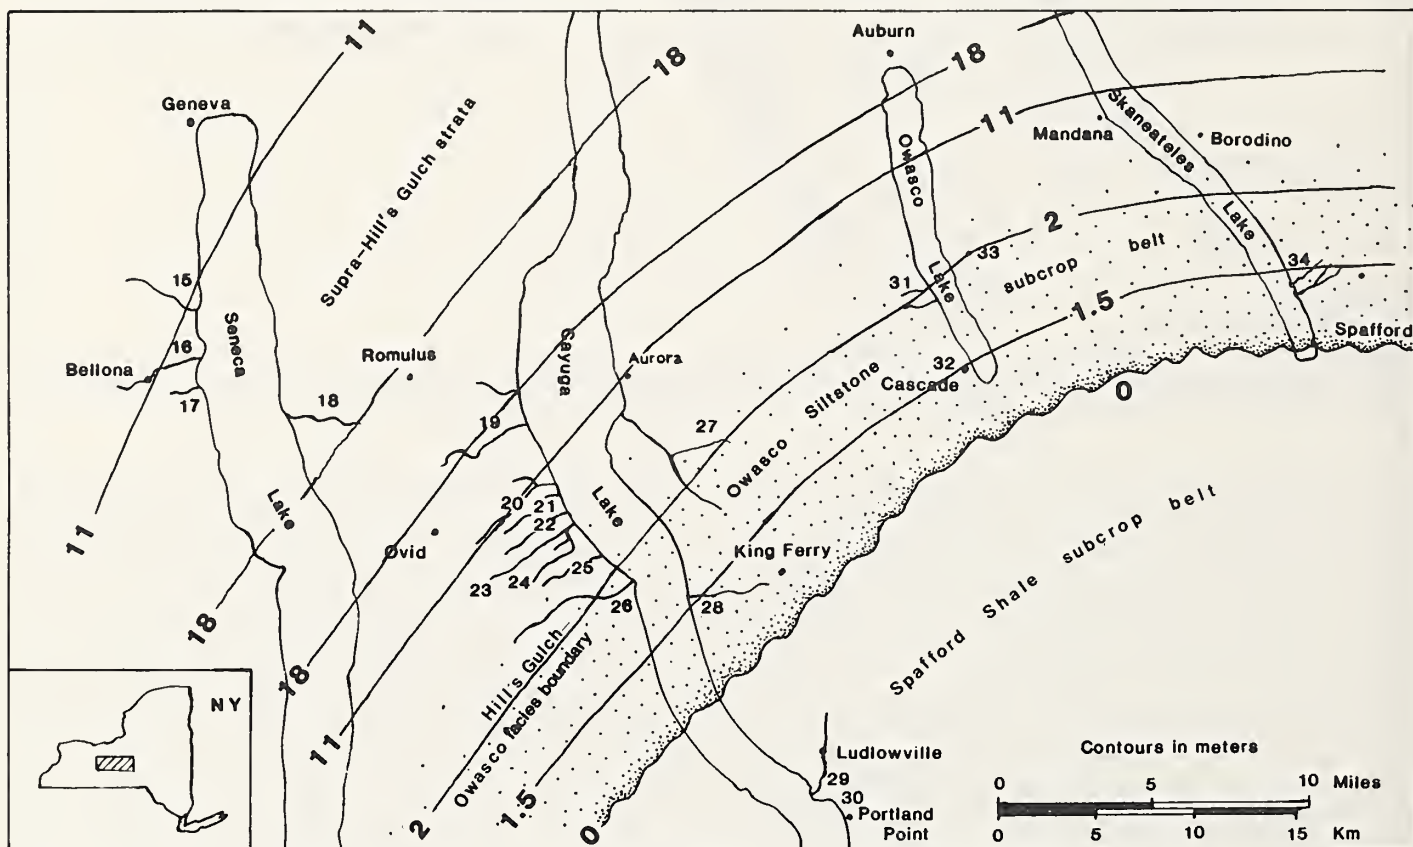 11
18
Auburn
18
Geneva
11
Skaneateles
Mandana
Borodino
Supra-Hill's Gulch strata
Owasco
Lake
2
33
subcrop belt
Lake
34
15
31
1.5
Seneca
Cayuga
Spafford
16
Bellona
Romulus
Aurora
32
Cascade
0
17
18
19
27
Owasco Siltstone
Lake
20
21
Lake
22
11
Ovid
King Ferry
23
24
25
26
28
Spafford Shale subcrop belt
18
18
Hill's Gulch-
Owasco facies boundary
NY
11
Ludlowville
Contours in meters
29
0 5 10 Miles
30
Portland
Point
2
1.5
0
0 5 10 15 Km